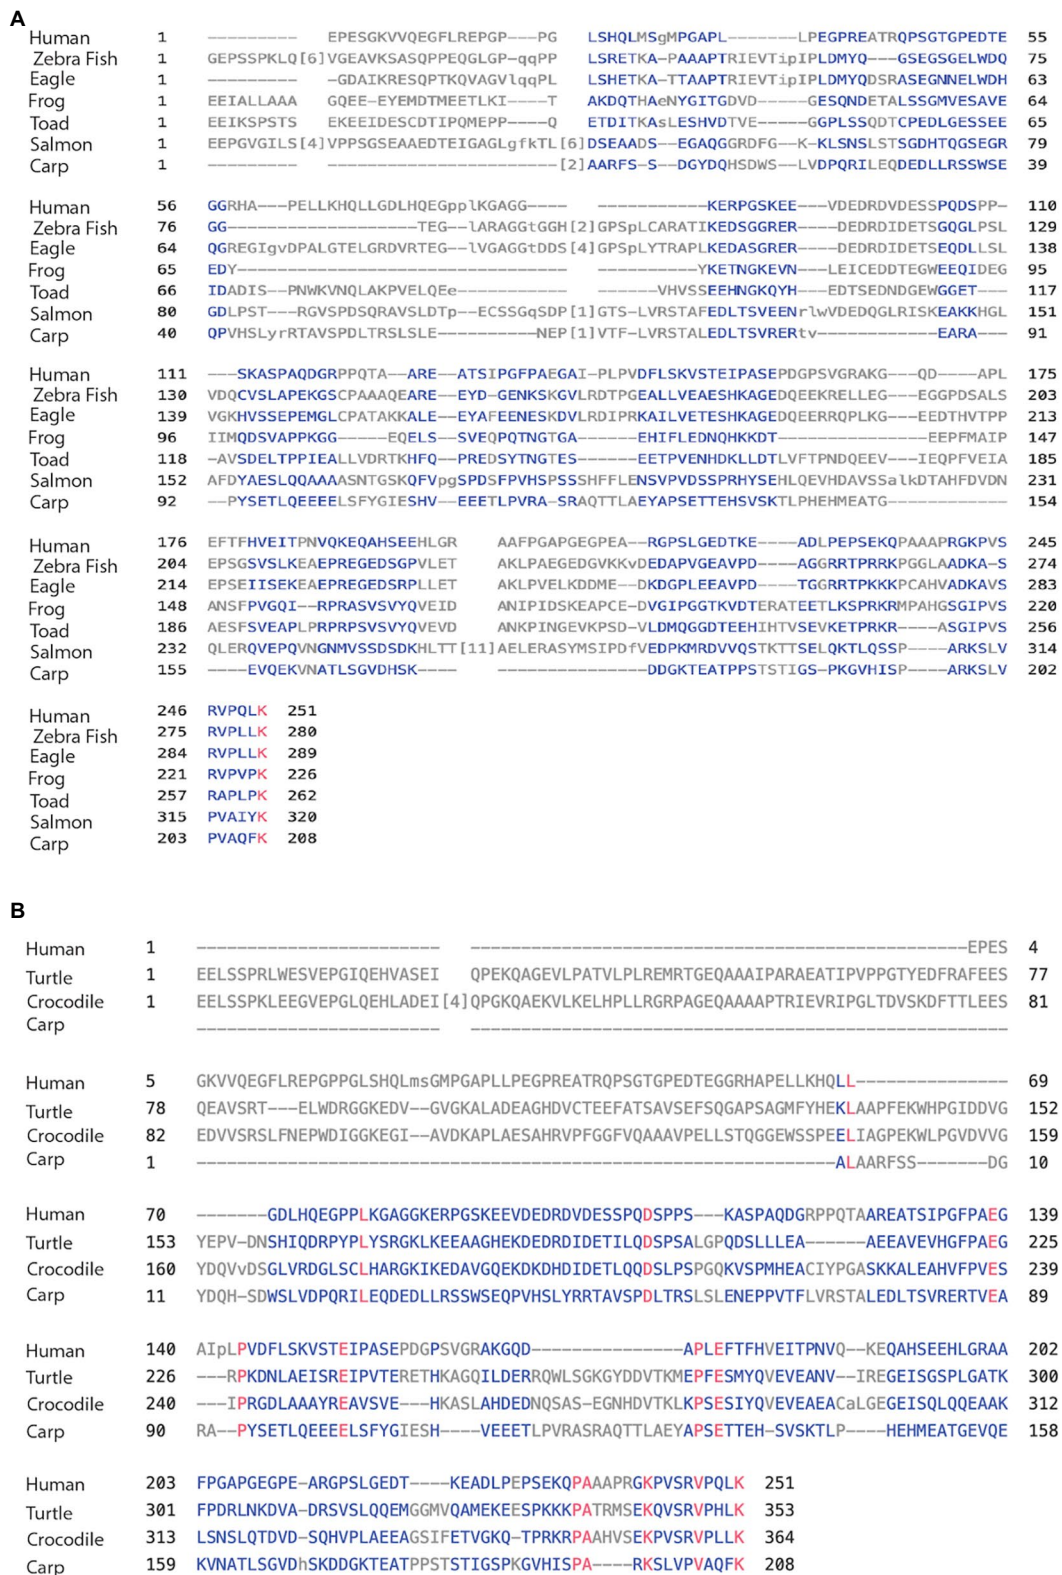 A
Human 1 --------- EPESGKVVQEGFLREPGP---PG LSHQLMSgMPGAPL-------LPEGPREATRQPSGTGPEDTE 55
Zebra Fish 1 GEPSSPKLQ[6]VGEAVKSASQPPEQGLGP-qqPP LSRETKA-PAAAPTRIEVTipIPLDMYQ---GSEGSGELWDQ 75
Eagle 1 --------- -GDAIKRESQPTKQVAGVlqqPL LSHETKA-TTAAPTRIEVTipIPLDMYQDSRASEGNNELWDH 63
Frog 1 EEIALLAAA GQEE-EYEMDTMEETLKI----T AKDQTHAeNYGITGDVD-----GESQNDETALSSGMVESAVE 64
Toad 1 EEIKSPSTS EKEEIDESCDTIPQMEPP----Q ETDITKAsLESHVDTVE-----GGPLSSQDTCPEDLGESSEE 65
Salmon 1 EEPGVGILS[4]VPPSGSEAAEDTEIGAGLgfkTL[6]DSEAADS--EGAQGGRDFG-K-KLSNSLSTSGDHTQGSEGR 79
Carp 1 [2]AARFS-S--DGYDQHSDWS--LVDPQRILEQDEDLLRSSWSE 39
Human 56 GGRHA---PELLKHQLLGDLHQEGpplKGAGG---- -----------KERPGSKEE---VDEDRDVDESSPQDSPP- 110
Zebra Fish 76 GG-------------------TEG--lARAGGtGGH[2]GPSpLCARATIKEDSGGRER---DEDRDIDETSGQGLPSL 129
Eagle 64 QGREGIgvDPALGTELGRDVRTEG--lVGAGGtDDS[4]GPSpLYTRAPLKEDASGRER---DEDRDIDETSQEDLLSL 138
Frog 65 EDY--------------------------------- ----------YKETNGKEVN---LEICEDDTEGWEEQIDEG 95
Toad 66 IDADIS---PNWKVNQLAKPVELQEe----------- ------VHVSSEEHNGKQYH---EDTSEDNDGEWGGET--- 117
Salmon 80 GDLPST---RGVSPDSQRAVSLDTp--ECSSGqSDP[1]GTS-LVRSTAFEDLTSVEENrlwVDEDQGLRISKEAKKHGL 151
Carp 40 QPVHSLyrRTAVSPDLTRSLSLE----------NEP[1]VTF-LVRSTALEDLTSVRERtv------------EARA--- 91
Human 111 ---SKASPAQDGRPPQTA--ARE--ATSIPGFPAEGAI-PLPVDFLSKVSTEIPASEPDGPSVGRAKG---QD----APL 175
Zebra Fish 130 VDQCVSLAPEKGSCPAAAQEARE--EYD-GENKSKGVLRDTPGEALLVTEAESHKAGEDQEEKRELLEG---EGGPDSALS 203
Eagle 139 VGKHVSSEPEMGLCPATAKKALE--EYAFEENESKDVLRDIPRKAILVETESHKAGEDQEERRQPLKG----EEDTHVTPP 213
Frog 96 IIMQDSVAPPKGG-----EQELS--SVEQPQTNGTGA------EHIFLEDNQHKKDT---------------EEPFMAIP 147
Toad 118 -AVSDELTPPIEALLVDRTKHFQ--PREDSYTNGTES------EETPVENHDKLLDTLVFTPNDQEEV---IEQPFVEIA 185
Salmon 152 AFDYAESLQQAAAASNTGSKQFVpgSPDSFPVHSPSSSHFFLENSVPVDSSPRHYSEHLQEVHDAVSSalkDTAHFDVDN 231
Carp 92 --PYSETLQEEEELSFYGIESHV--EEETLPVRA-SRAQTTLAEYAPSETTEHSVSKTLPHEHMEATG------------ 154
Human 176 EFTFHVEITPNVQKEQAHSEEHLGR AAFPGAPGEGPEA--RGPSLGEDTKE----ADLPEPSEKQPAAAPRGKPVS 245
Zebra Fish 204 EPSGSVSLKEAEPREGEDSGPVLET AKLPAEGEDGVKKvDEDAPVGEAVPD----AGGRRTPRRKPGGLAADKA-S 274
Eagle 214 EPSEIISEKEAEPREGEDSRPLLET AKLPVELKDDME--DKDGPLEEAVPD----TGGRRTPKKKPCAHVADKAVS 283
Frog 148 ANSFPVGQI--RPRASVSVYQVEID ANIPIDSKEAPCE-DVGIPGGTKVDTERATEETLKSPRKRMPAHGSGIPVS 220
Toad 186 AESFSVEAPLPRPRPSVSVYQVEVD ANKPINGEVKPSD-VLDMQGGDTEEHIHTVSEVKETPRKR----ASGIPVS 256
Salmon 232 QLERQVEPQVNGNMVSSDSDKHLTT[11]AELERASYMSIPDfVEDPKMRDVVQSTKTTSELQKTLQSSP----ARKSLV 314
Carp 155 ----EVQEKVNATLSGVDHSK---- ---------------DDGKTEATPPSTSTIGS-PKGVHISP----ARKSLV 202
Human 246 RVPQLK 251
Zebra Fish 275 RVPLLK 280
Eagle 284 RVPLLK 289
Frog 221 RVPVPK 226
Toad 257 RAPLPK 262
Salmon 315 PVAIYK 320
Carp 203 PVAQFK 208
B
Human 1 ------------------------ --------------------------------------------------EPES 4
Turtle 1 EELSSPRLWESVEPGIQEHVASEI QPEKQAGEVLPATVLPLREMRTGEQAAAIPARAEATIPVPPGTYEDFRAFEES 77
Crocodile 1 EELSSPKLEEGVEPGLQEHLADEI[4]QPGKQAEKVLKELHPLLRGRPAGEQAAAAPTRIEVRIPGLTDVSKDFTTLEES 81
Carp ------------------------ ------------------------------------------------------
Human 5 GKVVQEGFLREPGPPGLSHQLmsGMPGAPLLPEGPREATRQPSGTGPEDTEGGRHAPELLKHQLL--------------- 69
Turtle 78 QEAVSRT---ELWDRGGKEDV--GVGKALADEAGHDVCTEEFATSAVSEFSQGAPSAGMFYHEKLAAPFEKWHPGIDDVG 152
Crocodile 82 EDVVSRSLFNEPWDIGGKEGI--AVDKAPLAESAHRVPFGGFVQAAAVPELLSTQGGEWSSPEELIAGPEKWLPGVDVVG 159
Carp 1 ---------------------------------------------------------------ALAARFSS-------DG 10
Human 70 -------GDLHQEGPPLKGAGGKERPGSKEEVDEDRDVDESSPQDSPPS---KASPAQDGRPPQTAAREATSIPGFPAEG 139
Turtle 153 YEPV-DNSHIQDRPYPLYSRGKLKEEAAGHEKDEDRDIDETILQDSPSALGPQDSLLLEA------AEEAVEVHGFPAEG 225
Crocodile 160 YDQVvDSGLVRDGLSCLHARGKIKEDAVGQEKDKDHDIDETLQQDSLPSPGQKVSPMHEACIYPGASKKALEAHVFPVES 239
Carp 11 YDQH-SDWSLVDPQRILEQDEDLLRSSWSEQPVHSLYRRTAVSPDLTRSLSLENEPPVTFLVRSTALEDLTSVRERTVEA 89
Human 140 AIpLPVDFLSKVSTEIPASEPDGPSVGRAKGQD---------------APLEFTFHVEITPNVQ--KEQAHSEEHLGRAA 202
Turtle 226 ---RPKDNLAEISREIPVTERETHKAGQILDERRQWLSGKGYDDVTKMEPFESMYQVEVEANV--IREGEISGSPLGATK 300
Crocodile 240 ---IPRGDLAAAYREAVSVE---HKASLAHDEDNQSAS-EGNHDVTKLKPSESIYQVEVEAEACaLGEGEISQLQQEAAK 312
Carp 90 RA--PYSETLQEEEELSFYGIESH----VEEETLPVRASRAQTTLAEYAPSETTEH-SVSKTLP----HEHMEATGEVQE 158
Human 203 FPGAPGEGPE-ARGPSLGEDT----KEADLPEPSEKQPAAAPRGKPVSRVPQLK 251
Turtle 301 FPDRLNKDVA-DRSVSLQQEMGGMVQAMEKEESPKKKPATRMSEKQVSRVPHLK 353
Crocodile 313 LSNSLQTDVD-SQHVPLAEEAGSIFETVGKQ-TPRKRPAAHVSEKPVSRVPLLK 364
Carp 159 KVNATLSGVDhSKDDGKTEATPPSTSTIGSPKGVHISPA----RKSLVPVAQFK 208